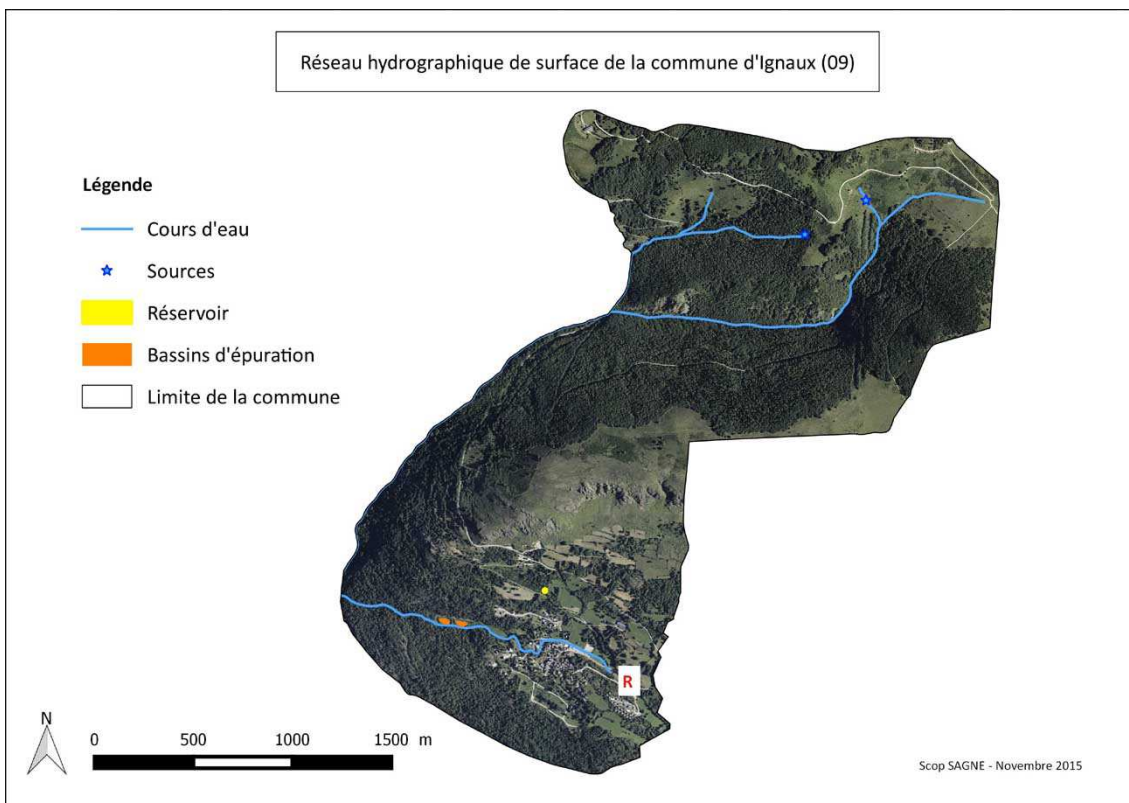 Réseau hydrographique de surface de la commune d'Ignaux (09)
Légende
Cours d'eau
Sources
Réservoir
Bassins d'épuration
Limite de la commune
R
N
0 500 1000 1500 m
Scop SAGNE - Novembre 2015